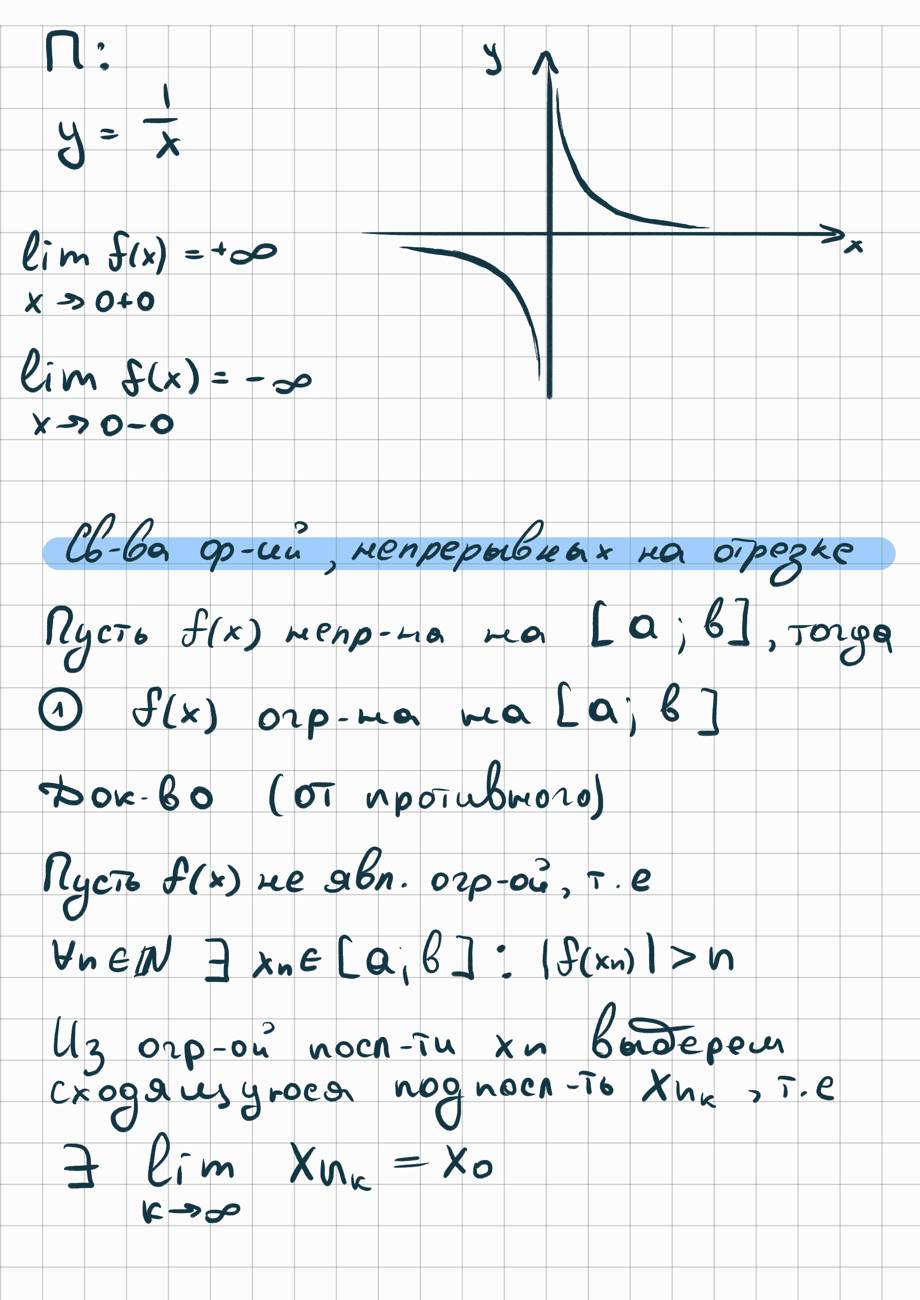 П:
y = 1/x
y
x
lim f(x) = +∞
x → 0+0
lim f(x) = -∞
x → 0-0
Св-ва ф-ий, непрерывных на отрезке
Пусть f(x) непр-на на [a; b], тогда
① f(x) огр-на на [a; b]
Док-во (от противного)
Пусть f(x) не явл. огр-ой, т.е
∀n∈ℕ ∃ xₙ∈[a; b] : |f(xₙ)| > n
Из огр-ой посл-ти xn выберем
сходящуюся подпосл-ть Xnₖ, т.е
∃ lim Xnₖ = x₀
k→∞